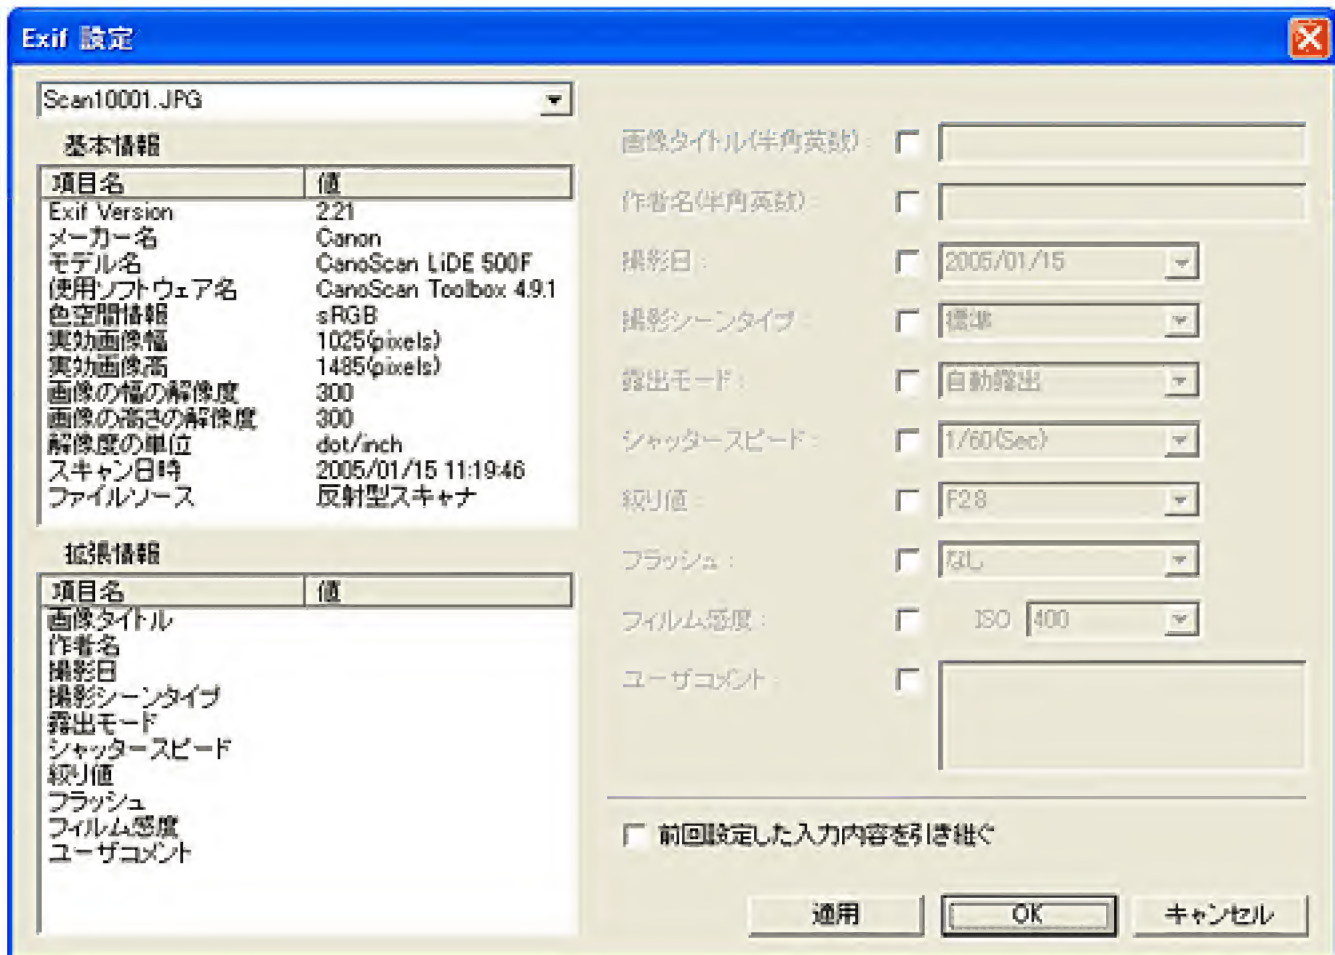 Exif 設定
Scan10001.JPG
基本情報
項目名 値
Exif Version 2.21
メーカー名 Canon
モデル名 CanoScan LiDE 500F
使用ソフトウェア名 CanoScan Toolbox 4.9.1
色空間情報 sRGB
実効画像幅 1025(pixels)
実効画像高 1485(pixels)
画像の幅の解像度 300
画像の高さの解像度 300
解像度の単位 dot/inch
スキャン日時 2005/01/15 11:19:46
ファイルソース 反射型スキャナ
拡張情報
項目名 値
画像タイトル
作者名
撮影日
撮影シーンタイプ
露出モード
シャッタースピード
絞り値
フラッシュ
フィルム感度
ユーザコメント
画像タイトル(半角英数) :
作者名(半角英数) :
撮影日 : 2005/01/15
撮影シーンタイプ : 標準
露出モード : 自動露出
シャッタースピード : 1/60(Sec)
絞り値 : F2.8
フラッシュ : なし
フィルム感度 : ISO 400
ユーザコメント :
前回設定した入力内容を引き継ぐ
適用 OK キャンセル